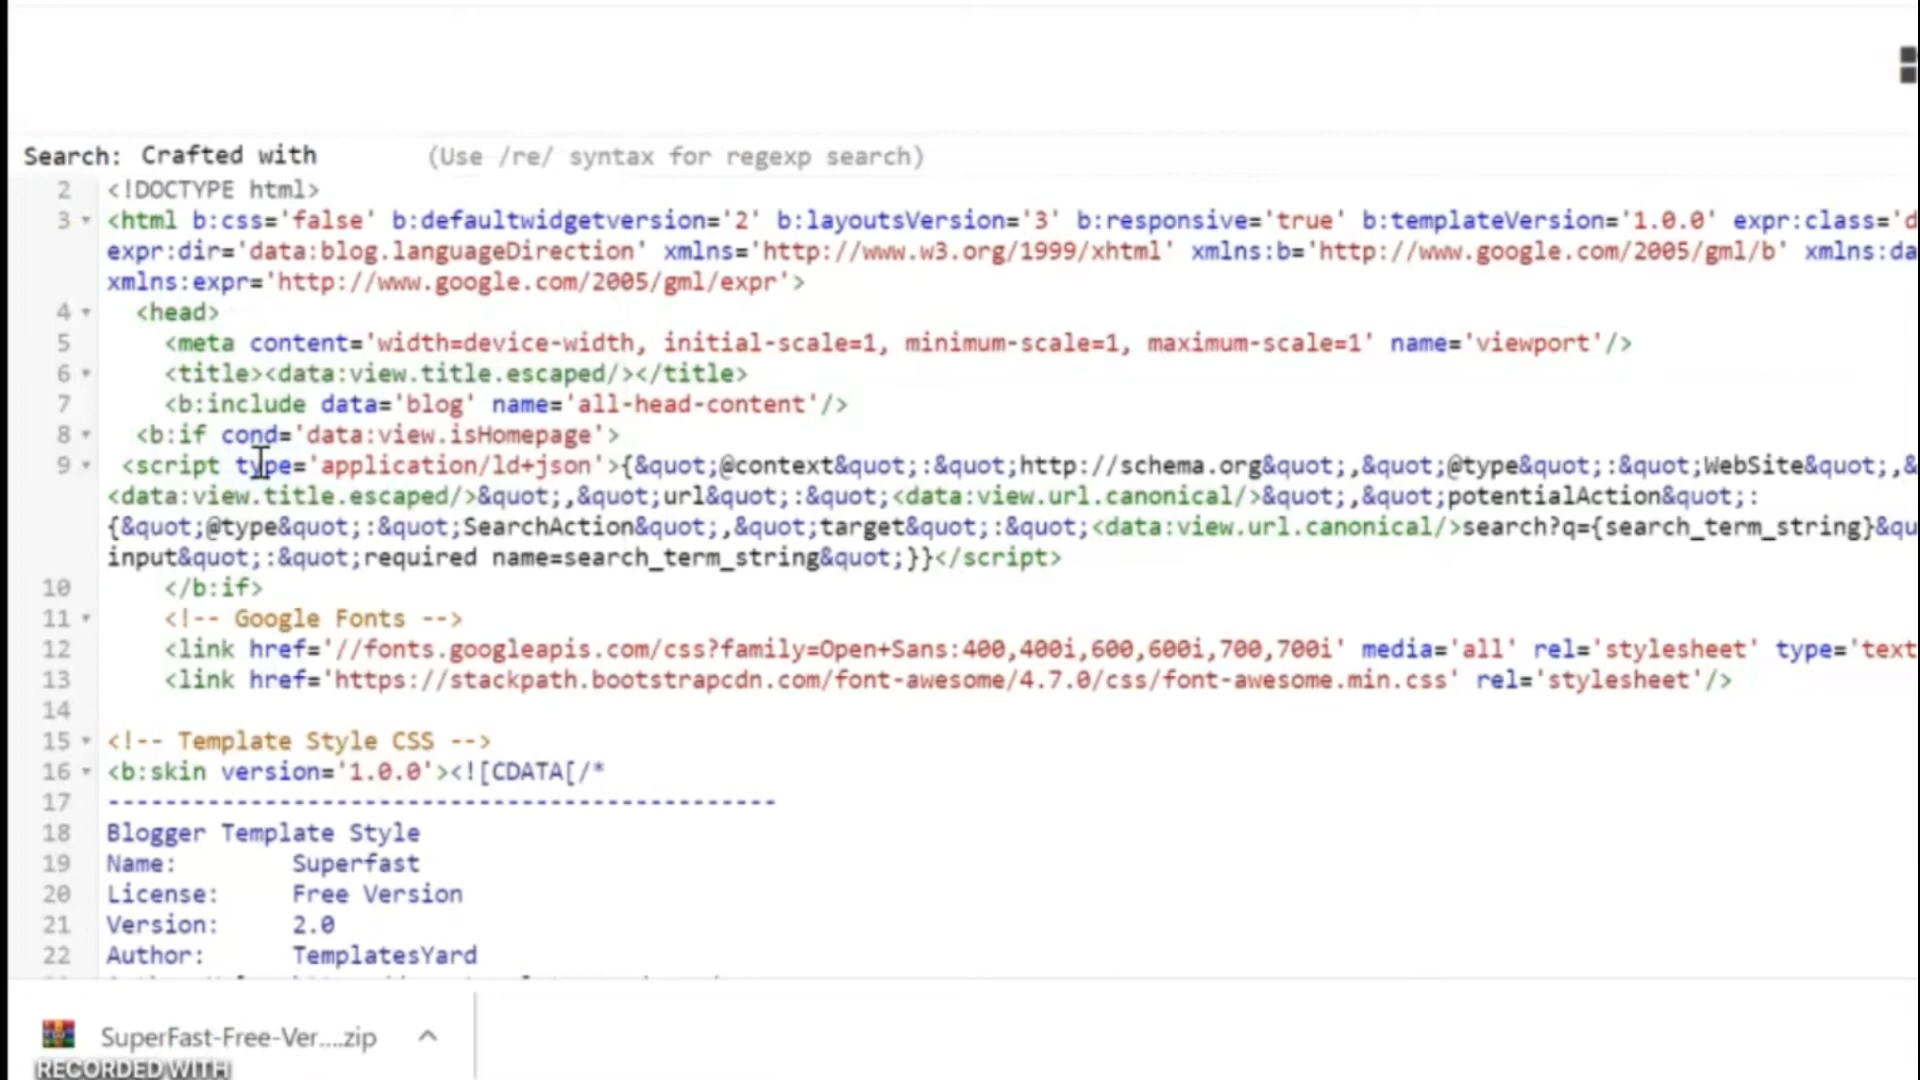 Search: Crafted with (Use /re/ syntax for regexp search)
2 <!DOCTYPE html>
3 <html b:css='false' b:defaultwidgetversion='2' b:layoutsVersion='3' b:responsive='true' b:templateVersion='1.0.0' expr:class='d
expr:dir='data:blog.languageDirection' xmlns='http://www.w3.org/1999/xhtml' xmlns:b='http://www.google.com/2005/gml/b' xmlns:da
xmlns:expr='http://www.google.com/2005/gml/expr'>
4 <head>
5 <meta content='width=device-width, initial-scale=1, minimum-scale=1, maximum-scale=1' name='viewport'/>
6 <title><data:view.title.escaped/></title>
7 <b:include data='blog' name='all-head-content'/>
8 <b:if cond='data:view.isHomepage'>
9 <script type='application/ld+json'>{&quot;@context&quot;:&quot;http://schema.org&quot;,&quot;@type&quot;:&quot;WebSite&quot;,&
<data:view.title.escaped/>&quot;,&quot;url&quot;:&quot;<data:view.url.canonical/>&quot;,&quot;potentialAction&quot;:
{&quot;@type&quot;:&quot;SearchAction&quot;,&quot;target&quot;:&quot;<data:view.url.canonical/>search?q={search_term_string}&qu
input&quot;:&quot;required name=search_term_string&quot;}}</script>
10 </b:if>
11 <!-- Google Fonts -->
12 <link href='//fonts.googleapis.com/css?family=Open+Sans:400,400i,600,600i,700,700i' media='all' rel='stylesheet' type='text
13 <link href='https://stackpath.bootstrapcdn.com/font-awesome/4.7.0/css/font-awesome.min.css' rel='stylesheet'/>
14
15 <!-- Template Style CSS -->
16 <b:skin version='1.0.0'><![CDATA[/*
17 -----------------------------------------------
18 Blogger Template Style
19 Name: Superfast
20 License: Free Version
21 Version: 2.0
22 Author: TemplatesYard
SuperFast-Free-Ver....zip
RECORDED WITH